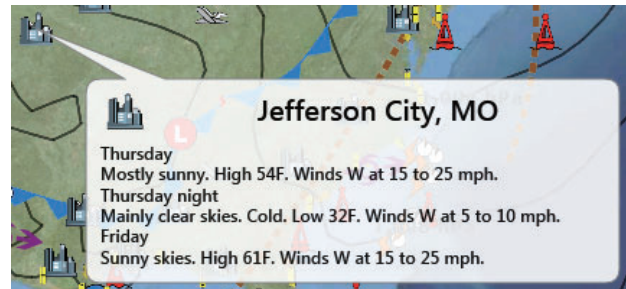 Jefferson City, MO
L
Thursday
Mostly sunny. High 54F. Winds W at 15 to 25 mph.
Thursday night
Mainly clear skies. Cold. Low 32F. Winds W at 5 to 10 mph.
Friday
Sunny skies. High 61F. Winds W at 15 to 25 mph.